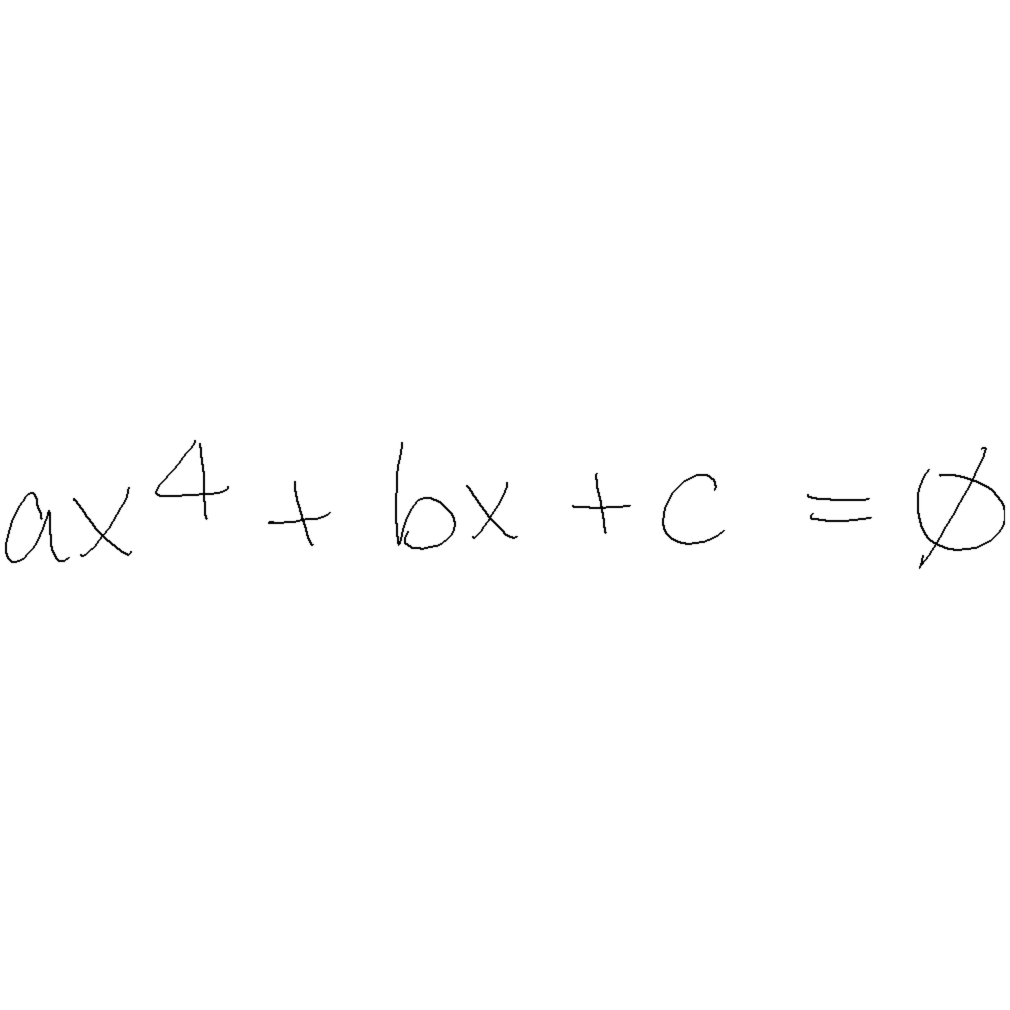 ax⁴ + bx + c = ∅